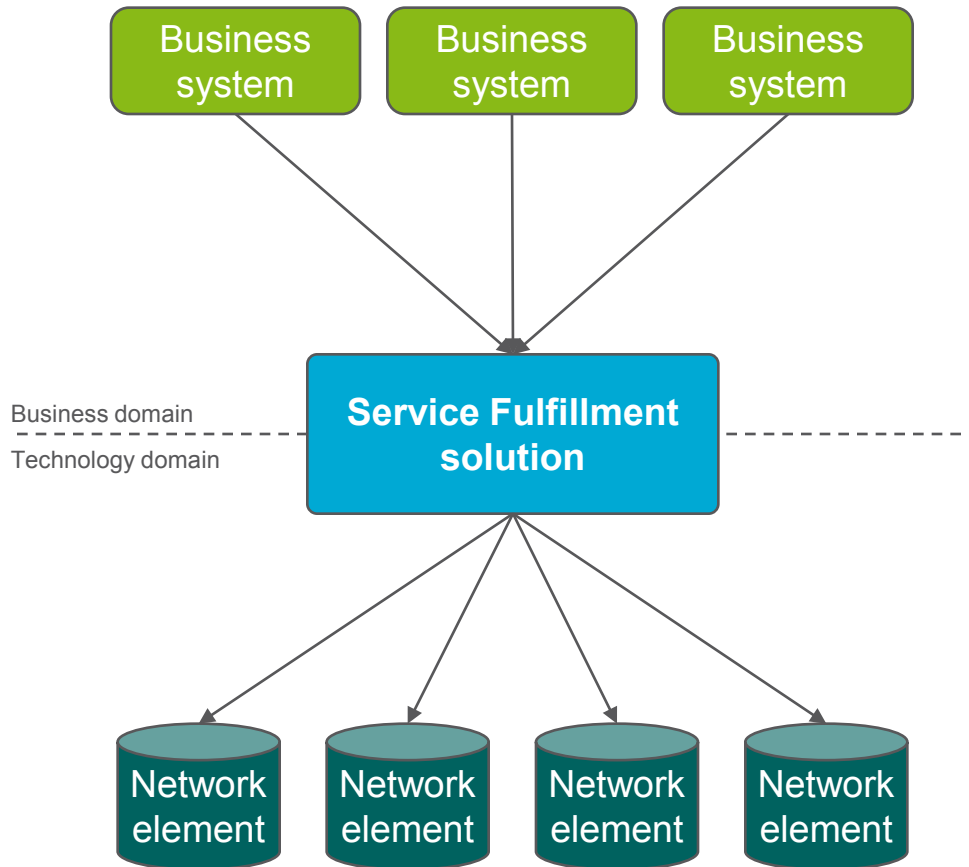 Business
system
Business
system
Business
system
Business domain
Technology domain
Service Fulfillment
solution
Network
element
Network
element
Network
element
Network
element